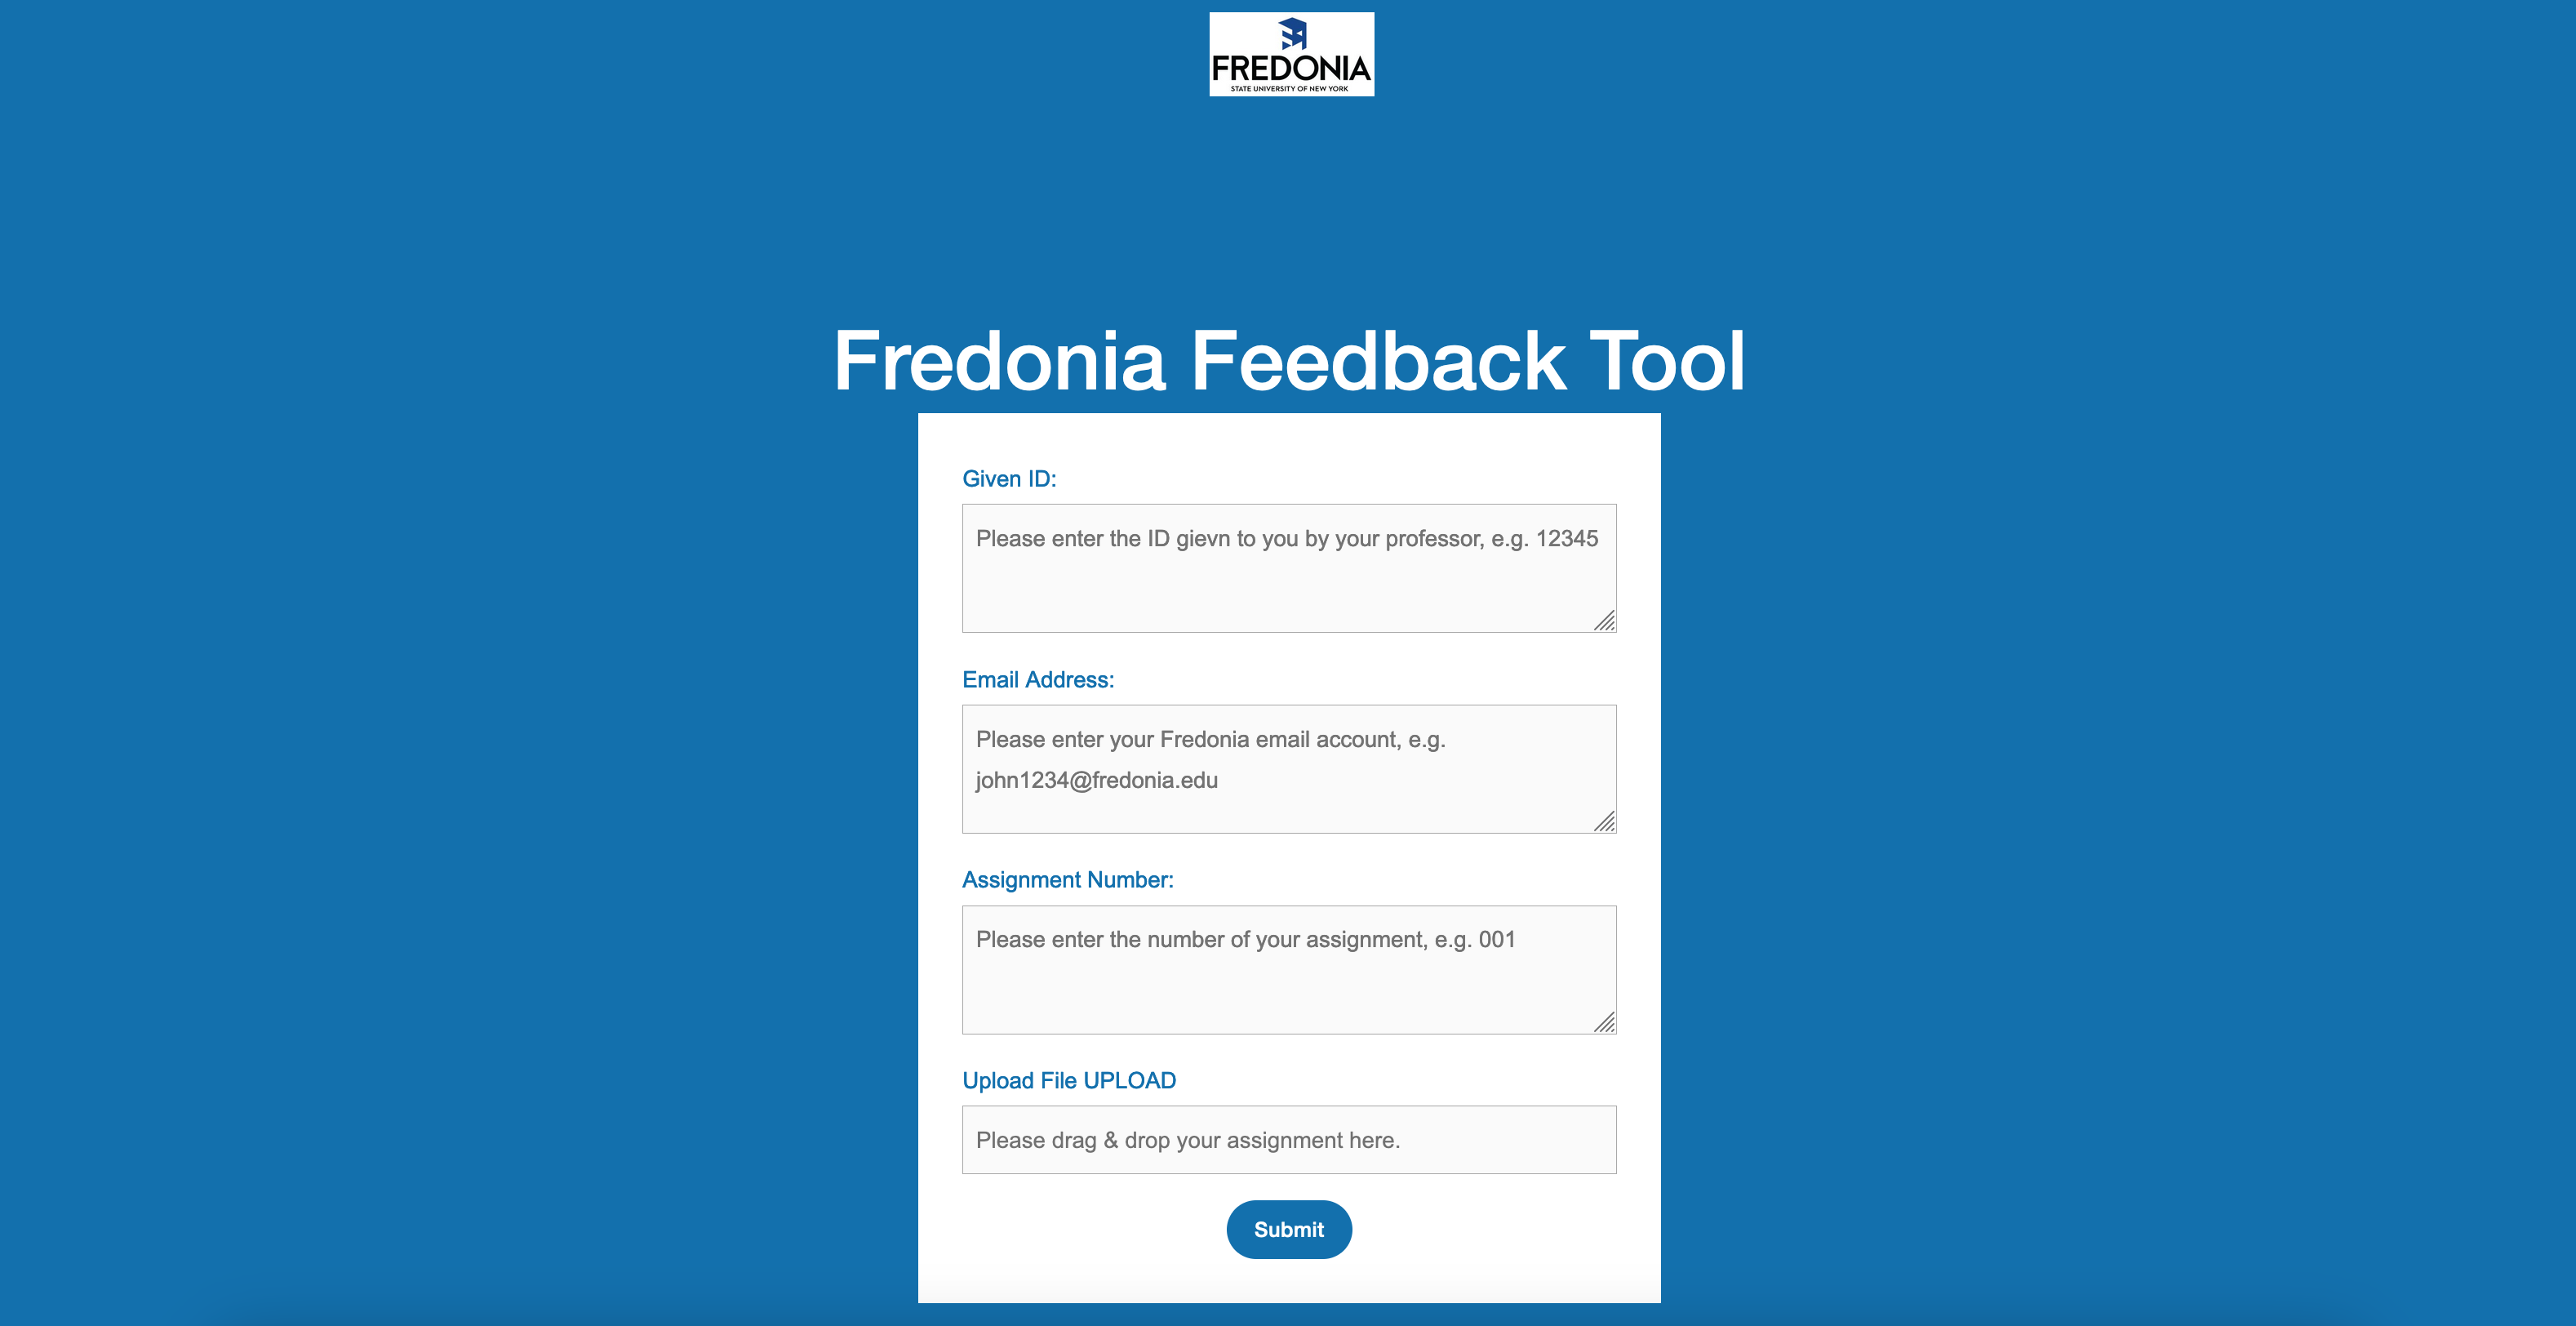 FREDONIA
STATE UNIVERSITY OF NEW YORK
Fredonia Feedback Tool
Given ID:
Please enter the ID gievn to you by your professor, e.g. 12345
Email Address:
Please enter your Fredonia email account, e.g.
john1234@fredonia.edu
Assignment Number:
Please enter the number of your assignment, e.g. 001
Upload File UPLOAD
Please drag & drop your assignment here.
Submit